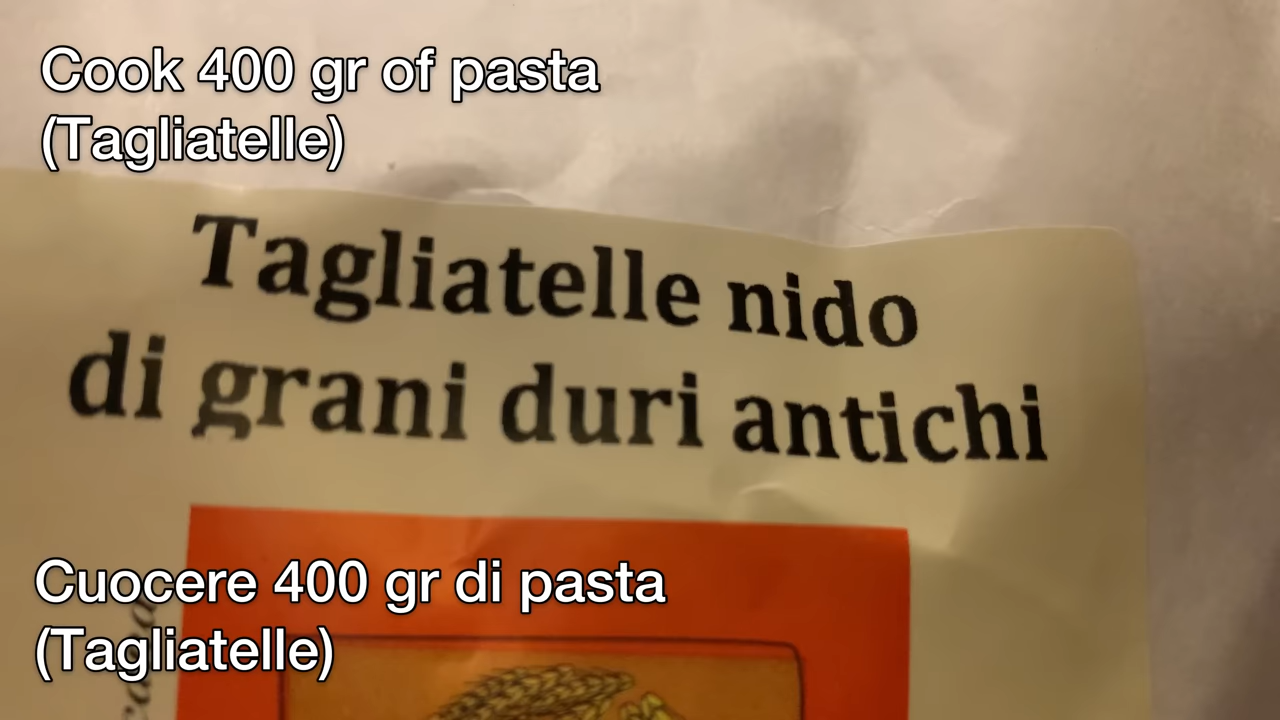 Cook 400 gr of pasta
(Tagliatelle)
Tagliatelle nido
di grani duri antichi
Cuocere 400 gr di pasta
(Tagliatelle)